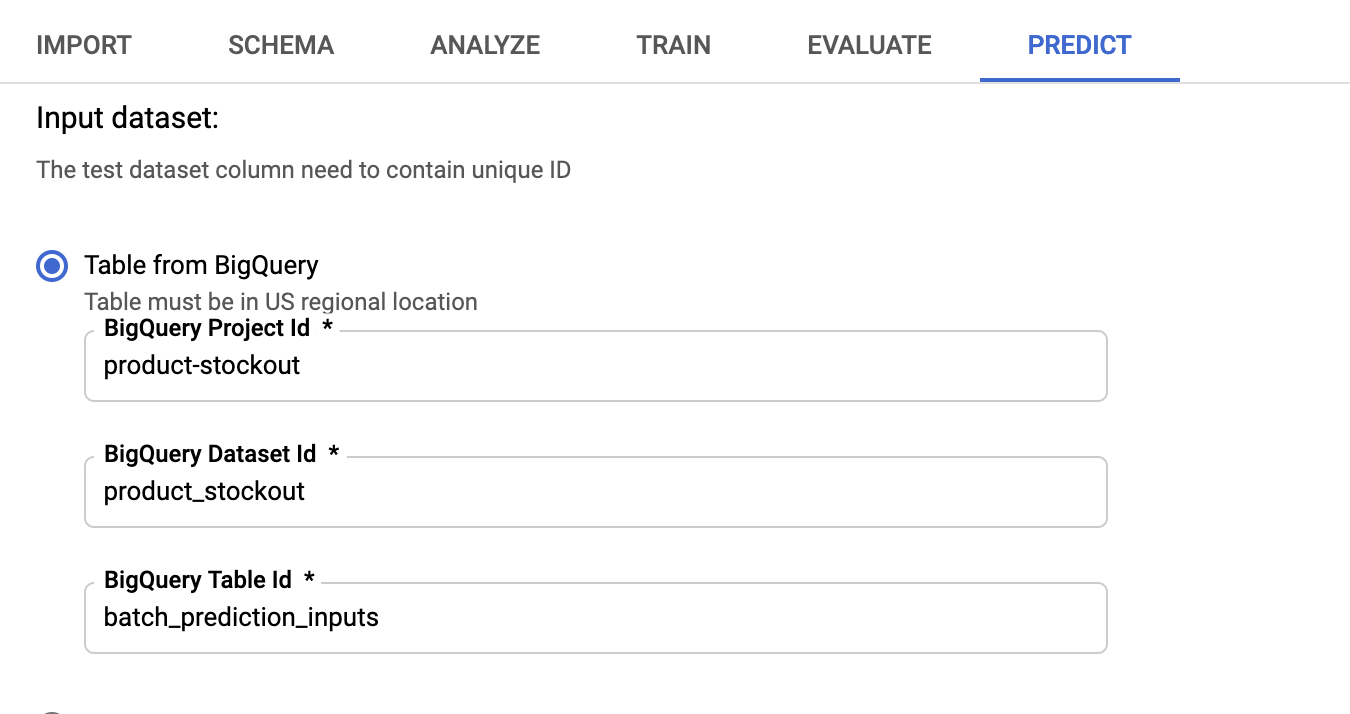 IMPORT SCHEMA ANALYZE TRAIN EVALUATE PREDICT
Input dataset:
The test dataset column need to contain unique ID
Table from BigQuery
Table must be in US regional location
BigQuery Project Id *
product-stockout
BigQuery Dataset Id *
product_stockout
BigQuery Table Id *
batch_prediction_inputs